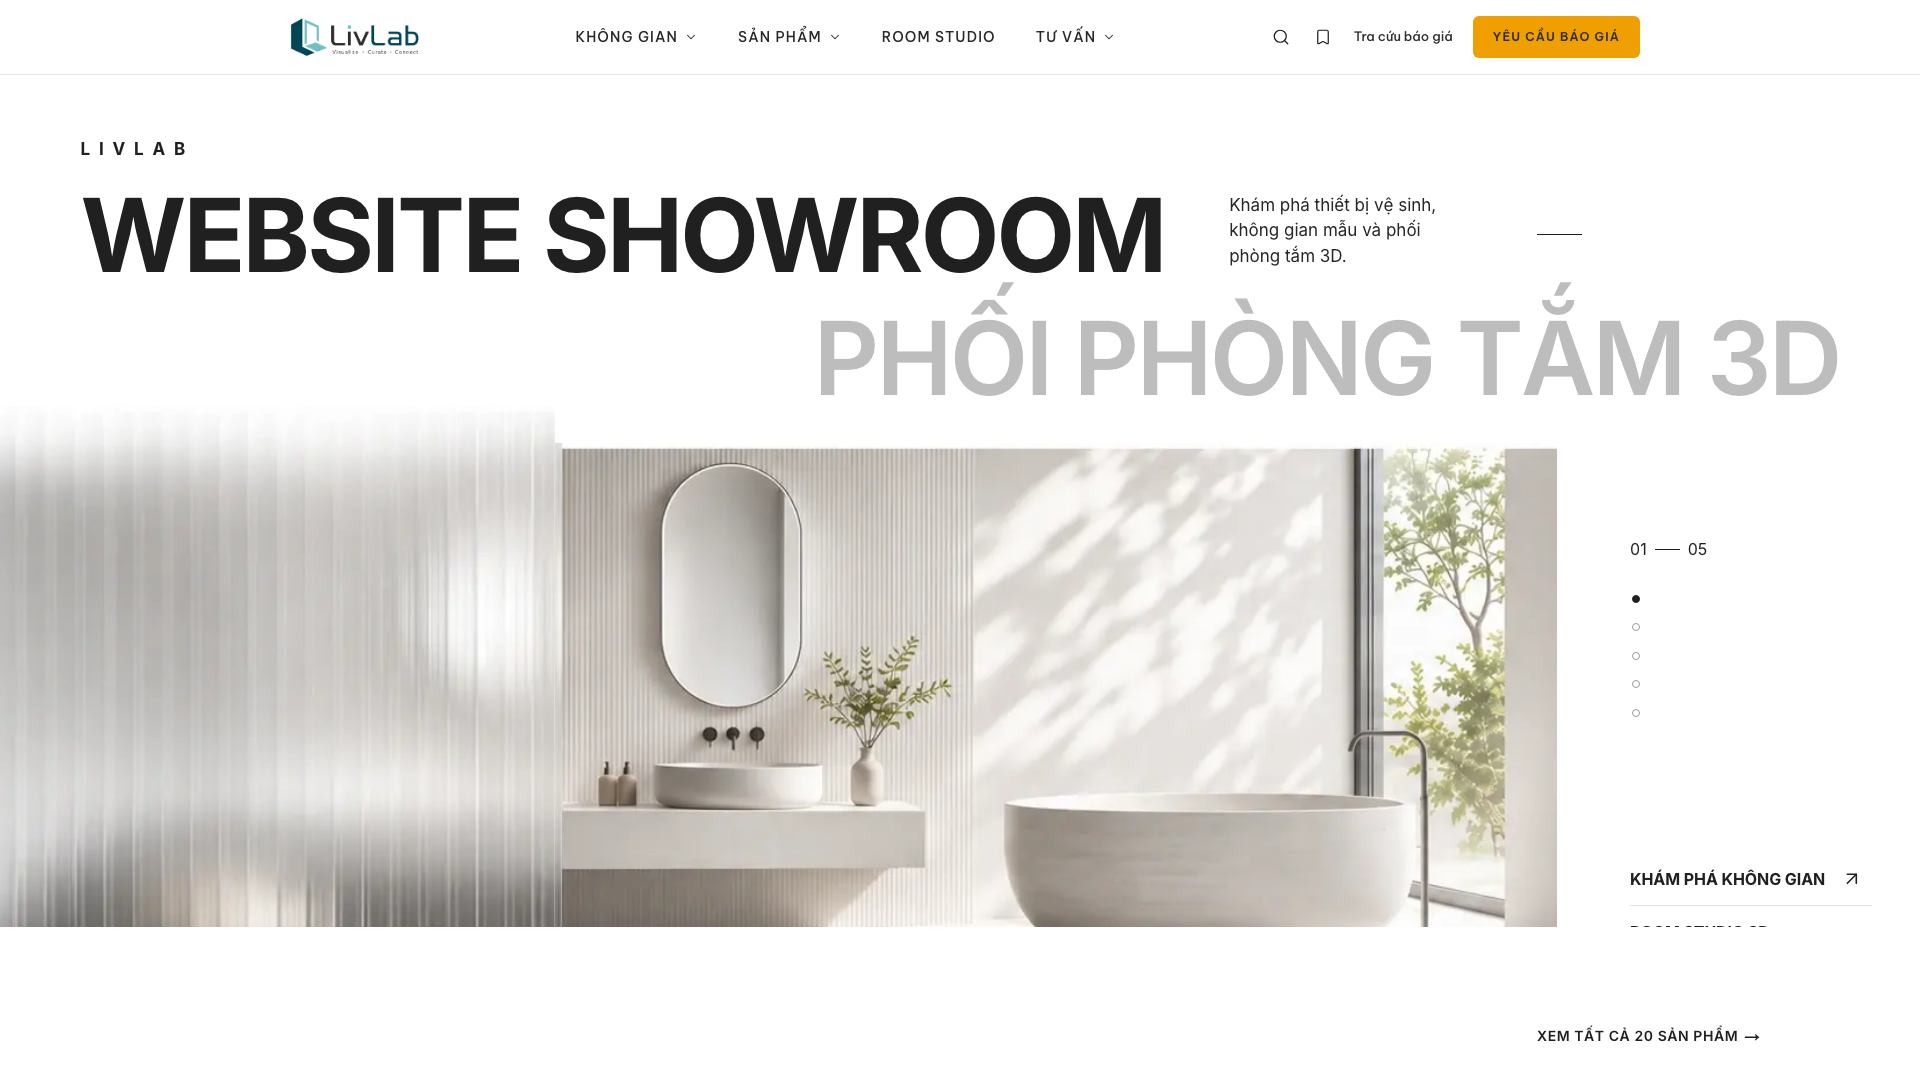 LivLab
Visualize • Curate • Connect
KHÔNG GIAN
SẢN PHẨM
ROOM STUDIO
TƯ VẤN
Tra cứu báo giá
YÊU CẦU BÁO GIÁ
LIVLAB
WEBSITE SHOWROOM
Khám phá thiết bị vệ sinh,
không gian mẫu và phối
phòng tắm 3D.
PHỐI PHÒNG TẮM 3D
01 — 05
KHÁM PHÁ KHÔNG GIAN
XEM TẤT CẢ 20 SẢN PHẨM →